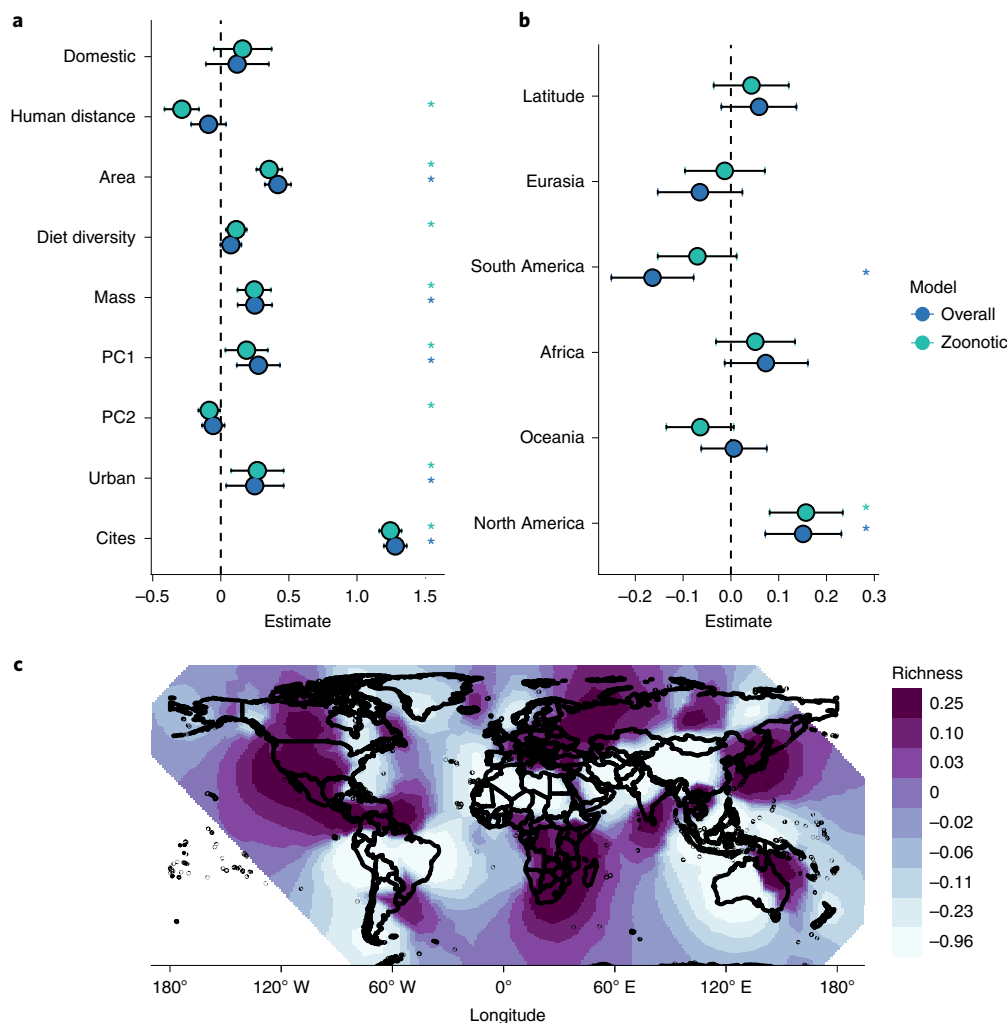 a
Domestic
Human distance
Area
Diet diversity
Mass
PC1
PC2
Urban
Cites
* 
* 
* 
* 
* 
* 
* 
* 
* 
* 
* 
* 
* 
−0.5 0 0.5 1.0 1.5
Estimate
b
Latitude
Eurasia
South America
Africa
Oceania
North America
* 
* 
* 
−0.2 −0.1 0.0 0.1 0.2 0.3
Estimate
Model
Overall
Zoonotic
c
180° 120° W 60° W 0° 60° E 120° E 180°
Longitude
Richness
0.25
0.10
0.03
0
−0.02
−0.06
−0.11
−0.23
−0.96